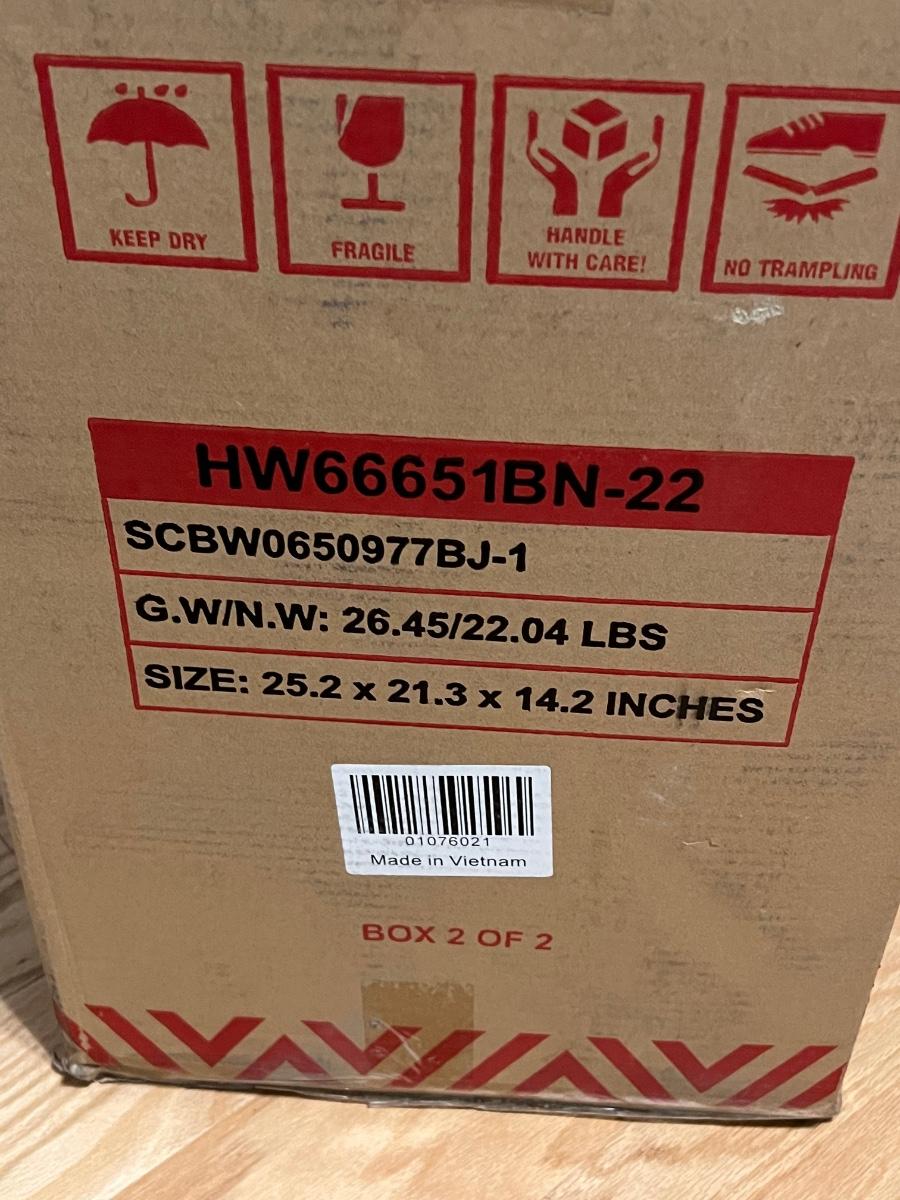 KEEP DRY
FRAGILE
HANDLE
WITH CARE!
NO TRAMPLING
HW66651BN-22
SCBW0650977BJ-1
G.W/N.W: 26.45/22.04 LBS
SIZE: 25.2 x 21.3 x 14.2 INCHES
01076021
Made in Vietnam
BOX 2 OF 2